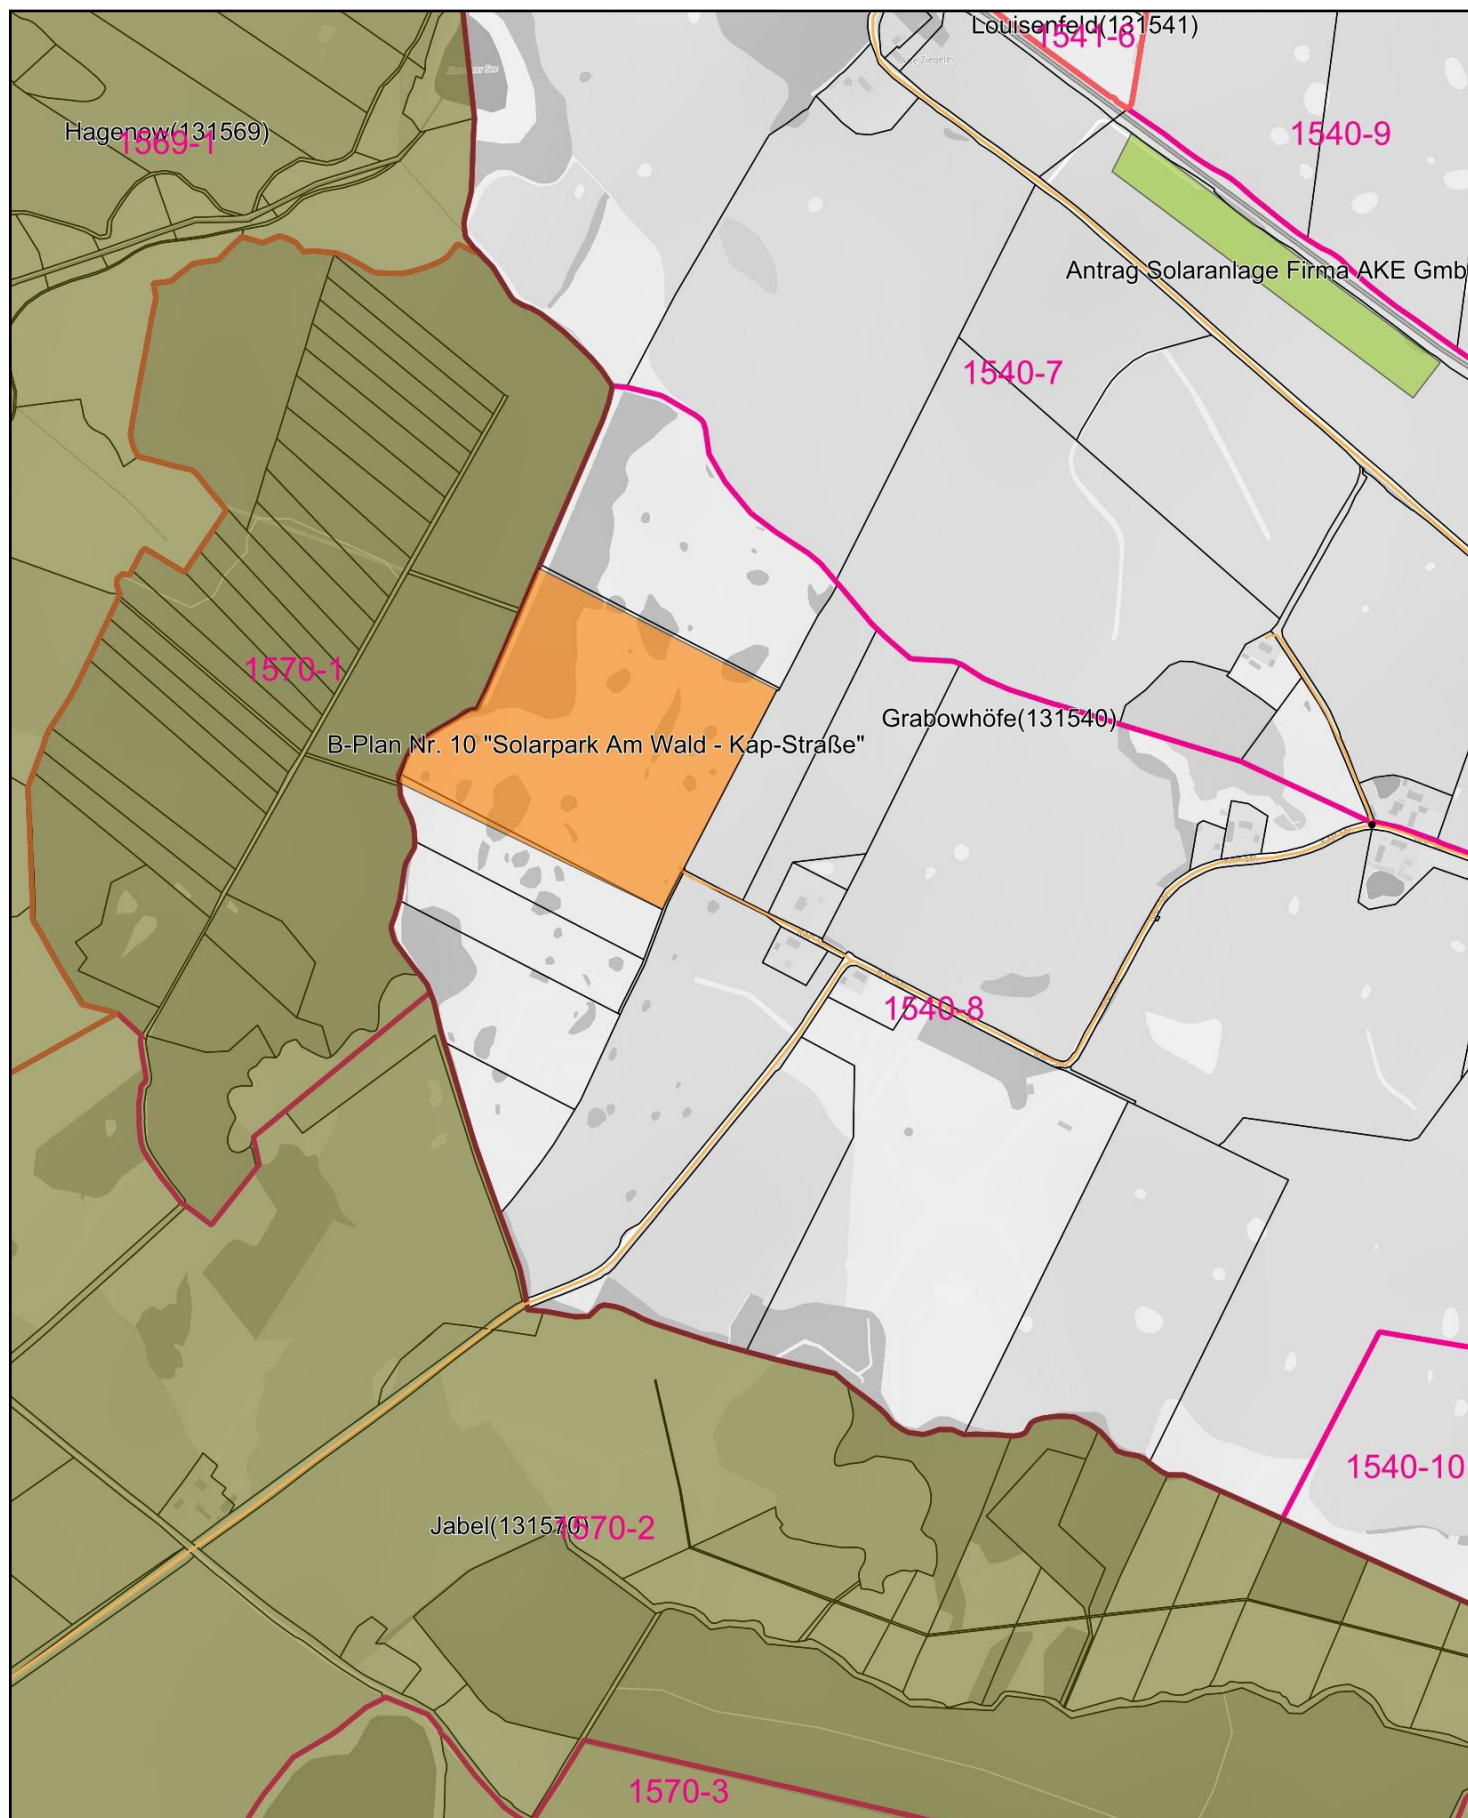 Louisenfeld(131541)
1541-6
Hagenow(131569)
1569-1
1540-9
Antrag Solaranlage Firma AKE Gmb
1540-7
1570-1
Grabowhöfe(131540)
B-Plan Nr. 10 "Solarpark Am Wald - Kap-Straße"
1540-8
1540-10
Jabel(131570)
1570-2
1570-3